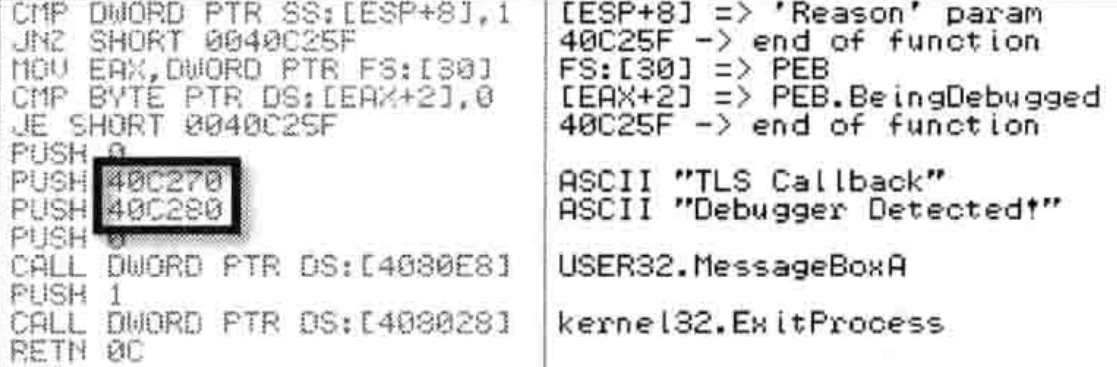 CMP DWORD PTR SS:[ESP+8],1 [ESP+8] => 'Reason' param
JNZ SHORT 0040C25F 40C25F -> end of function
MOV EAX,DWORD PTR FS:[30] FS:[30] => PEB
CMP BYTE PTR DS:[EAX+2],0 [EAX+2] => PEB.BeingDebugged
JE SHORT 0040C25F 40C25F -> end of function
PUSH 0
PUSH 40C270 ASCII "TLS Callback"
PUSH 40C280 ASCII "Debugger Detected!"
PUSH 0
CALL DWORD PTR DS:[4080E8] USER32.MessageBoxA
PUSH 1
CALL DWORD PTR DS:[408028] kernel32.ExitProcess
RETN 0C